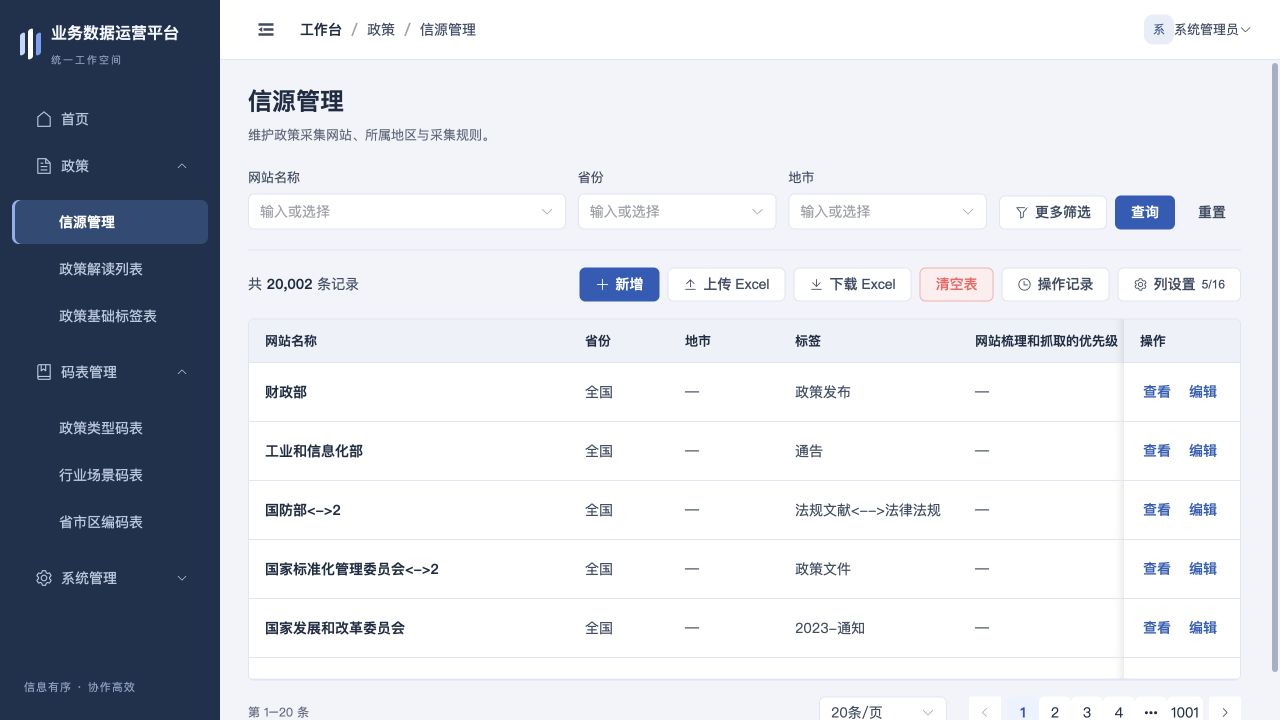 业务数据运营平台
统一工作空间
首页
政策
信源管理
政策解读列表
政策基础标签表
码表管理
政策类型码表
行业场景码表
省市区编码表
系统管理
信息有序 · 协作高效
工作台 / 政策 / 信源管理
系 系统管理员
信源管理
维护政策采集网站、所属地区与采集规则。
网站名称 省份 地市
输入或选择 输入或选择 输入或选择 更多筛选 查询 重置
共 20,002 条记录 新增 上传 Excel 下载 Excel 清空表 操作记录 列设置 5/16
网站名称 省份 地市 标签 网站梳理和抓取的优先级 操作
财政部 全国 — 政策发布 — 查看 编辑
工业和信息化部 全国 — 通告 — 查看 编辑
国防部<->2 全国 — 法规文献<-->法律法规 — 查看 编辑
国家标准化管理委员会<->2 全国 — 政策文件 — 查看 编辑
国家发展和改革委员会 全国 — 2023-通知 — 查看 编辑
第 1-20 条 20条/页 1 2 3 4 ••• 1001